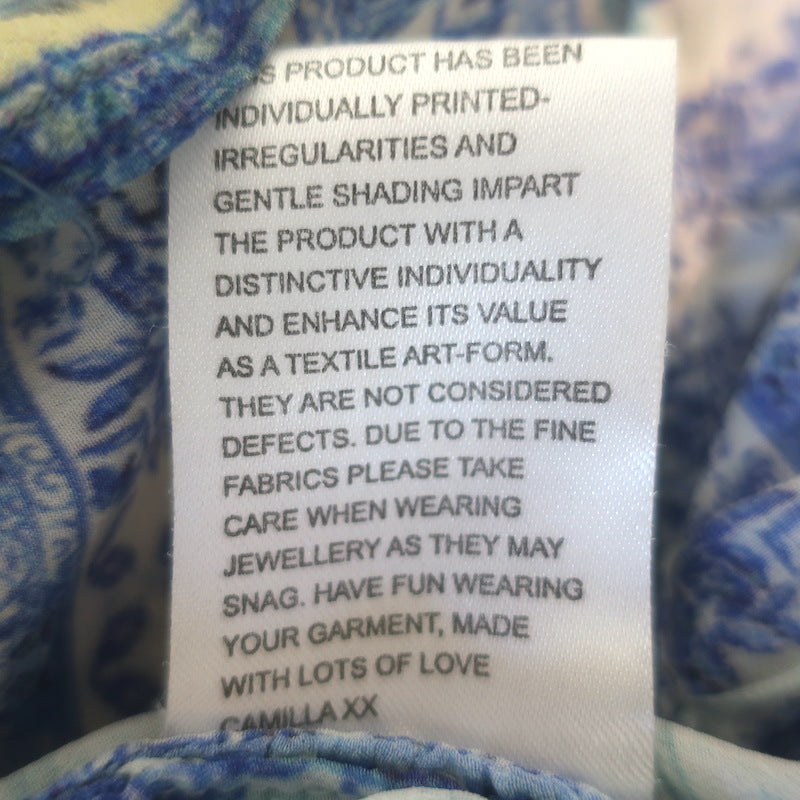 S PRODUCT HAS BEEN
INDIVIDUALLY PRINTED-
IRREGULARITIES AND
GENTLE SHADING IMPART
THE PRODUCT WITH A
DISTINCTIVE INDIVIDUALITY
AND ENHANCE ITS VALUE
AS A TEXTILE ART-FORM.
THEY ARE NOT CONSIDERED
DEFECTS. DUE TO THE FINE
FABRICS PLEASE TAKE
CARE WHEN WEARING
JEWELLERY AS THEY MAY
SNAG. HAVE FUN WEARING
YOUR GARMENT, MADE
WITH LOTS OF LOVE
CAMILLA XX